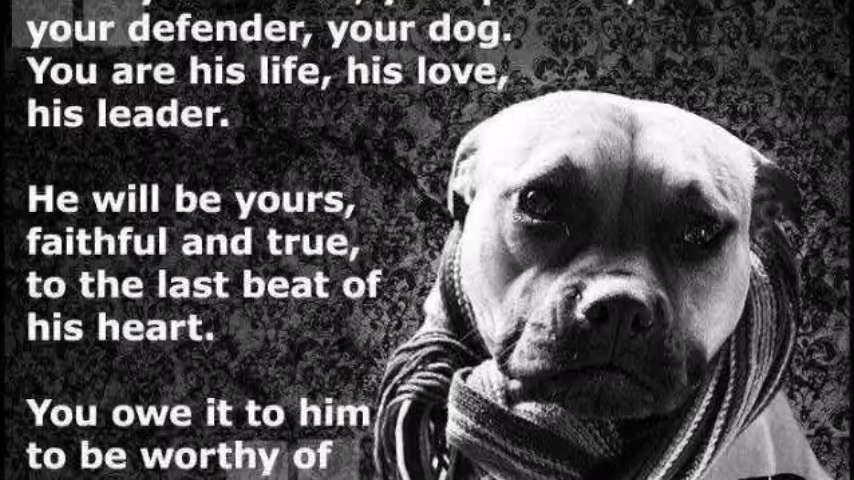 your defender, your dog.
You are his life, his love,
his leader.
He will be yours,
faithful and true,
to the last beat of
his heart.
You owe it to him
to be worthy of